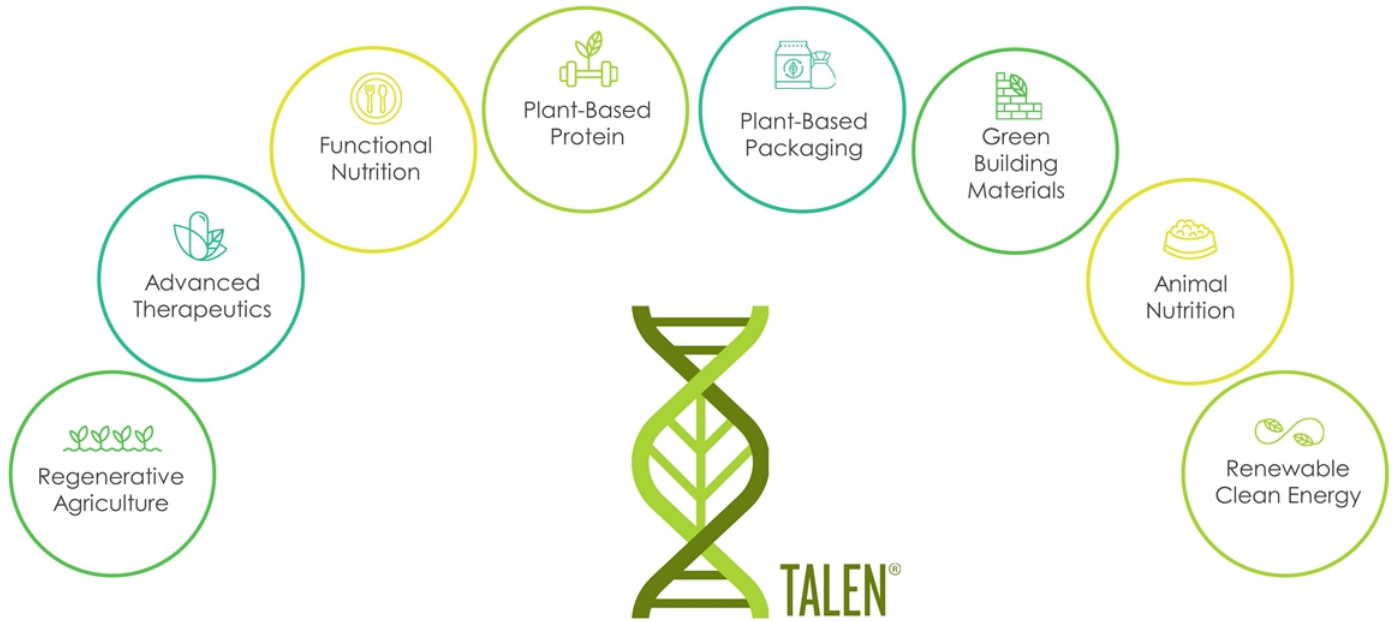 Regenerative
Agriculture
Advanced
Therapeutics
Functional
Nutrition
Plant-Based
Protein
Plant-Based
Packaging
Green
Building
Materials
Animal
Nutrition
Renewable
Clean Energy
TALEN®